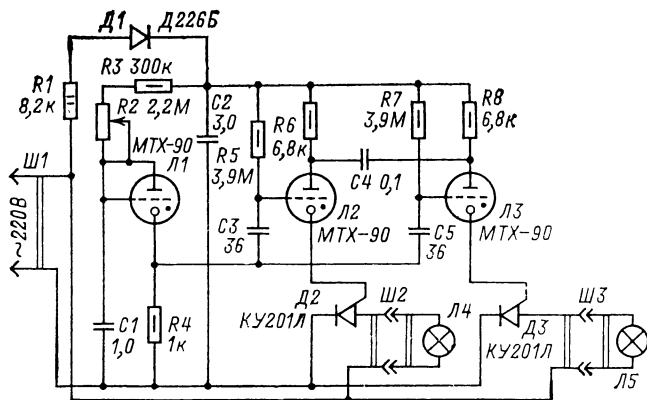 Д1 Д226Б
R1
8,2к
R3 300к
R2 2,2М
C2
3,0
МТХ-90
Л1
R5
3,9М
R6
6,8к
R7
3,9М
R8
6,8к
C4 0,1
Ш1
~220В
C3
36
Л2
МТХ-90
C5
36
Л3
МТХ-90
C1
1,0
R4
1к
Д2
КУ201Л
Ш2
Л4
Д3
КУ201Л
Ш3
Л5